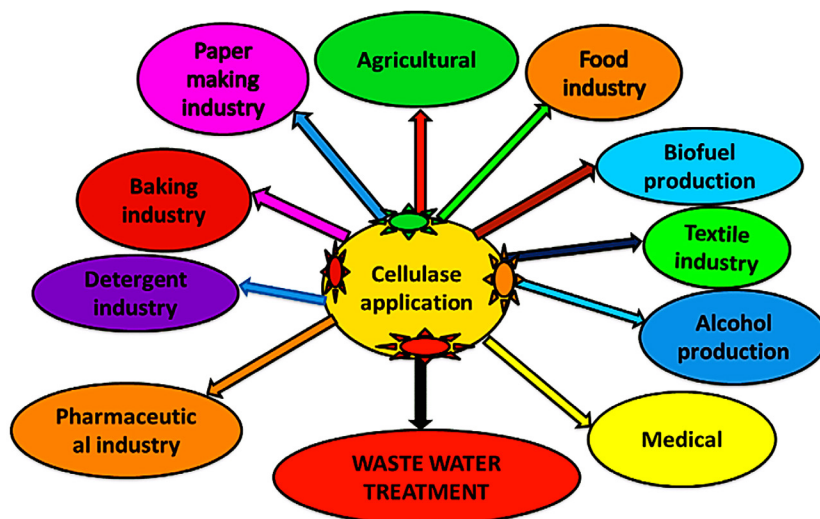 Paper
making
industry
Agricultural
Food
industry
Biofuel
production
Baking
industry
Textile
industry
Cellulase
application
Detergent
industry
Alcohol
production
Pharmaceutic
al industry
Medical
WASTE WATER
TREATMENT